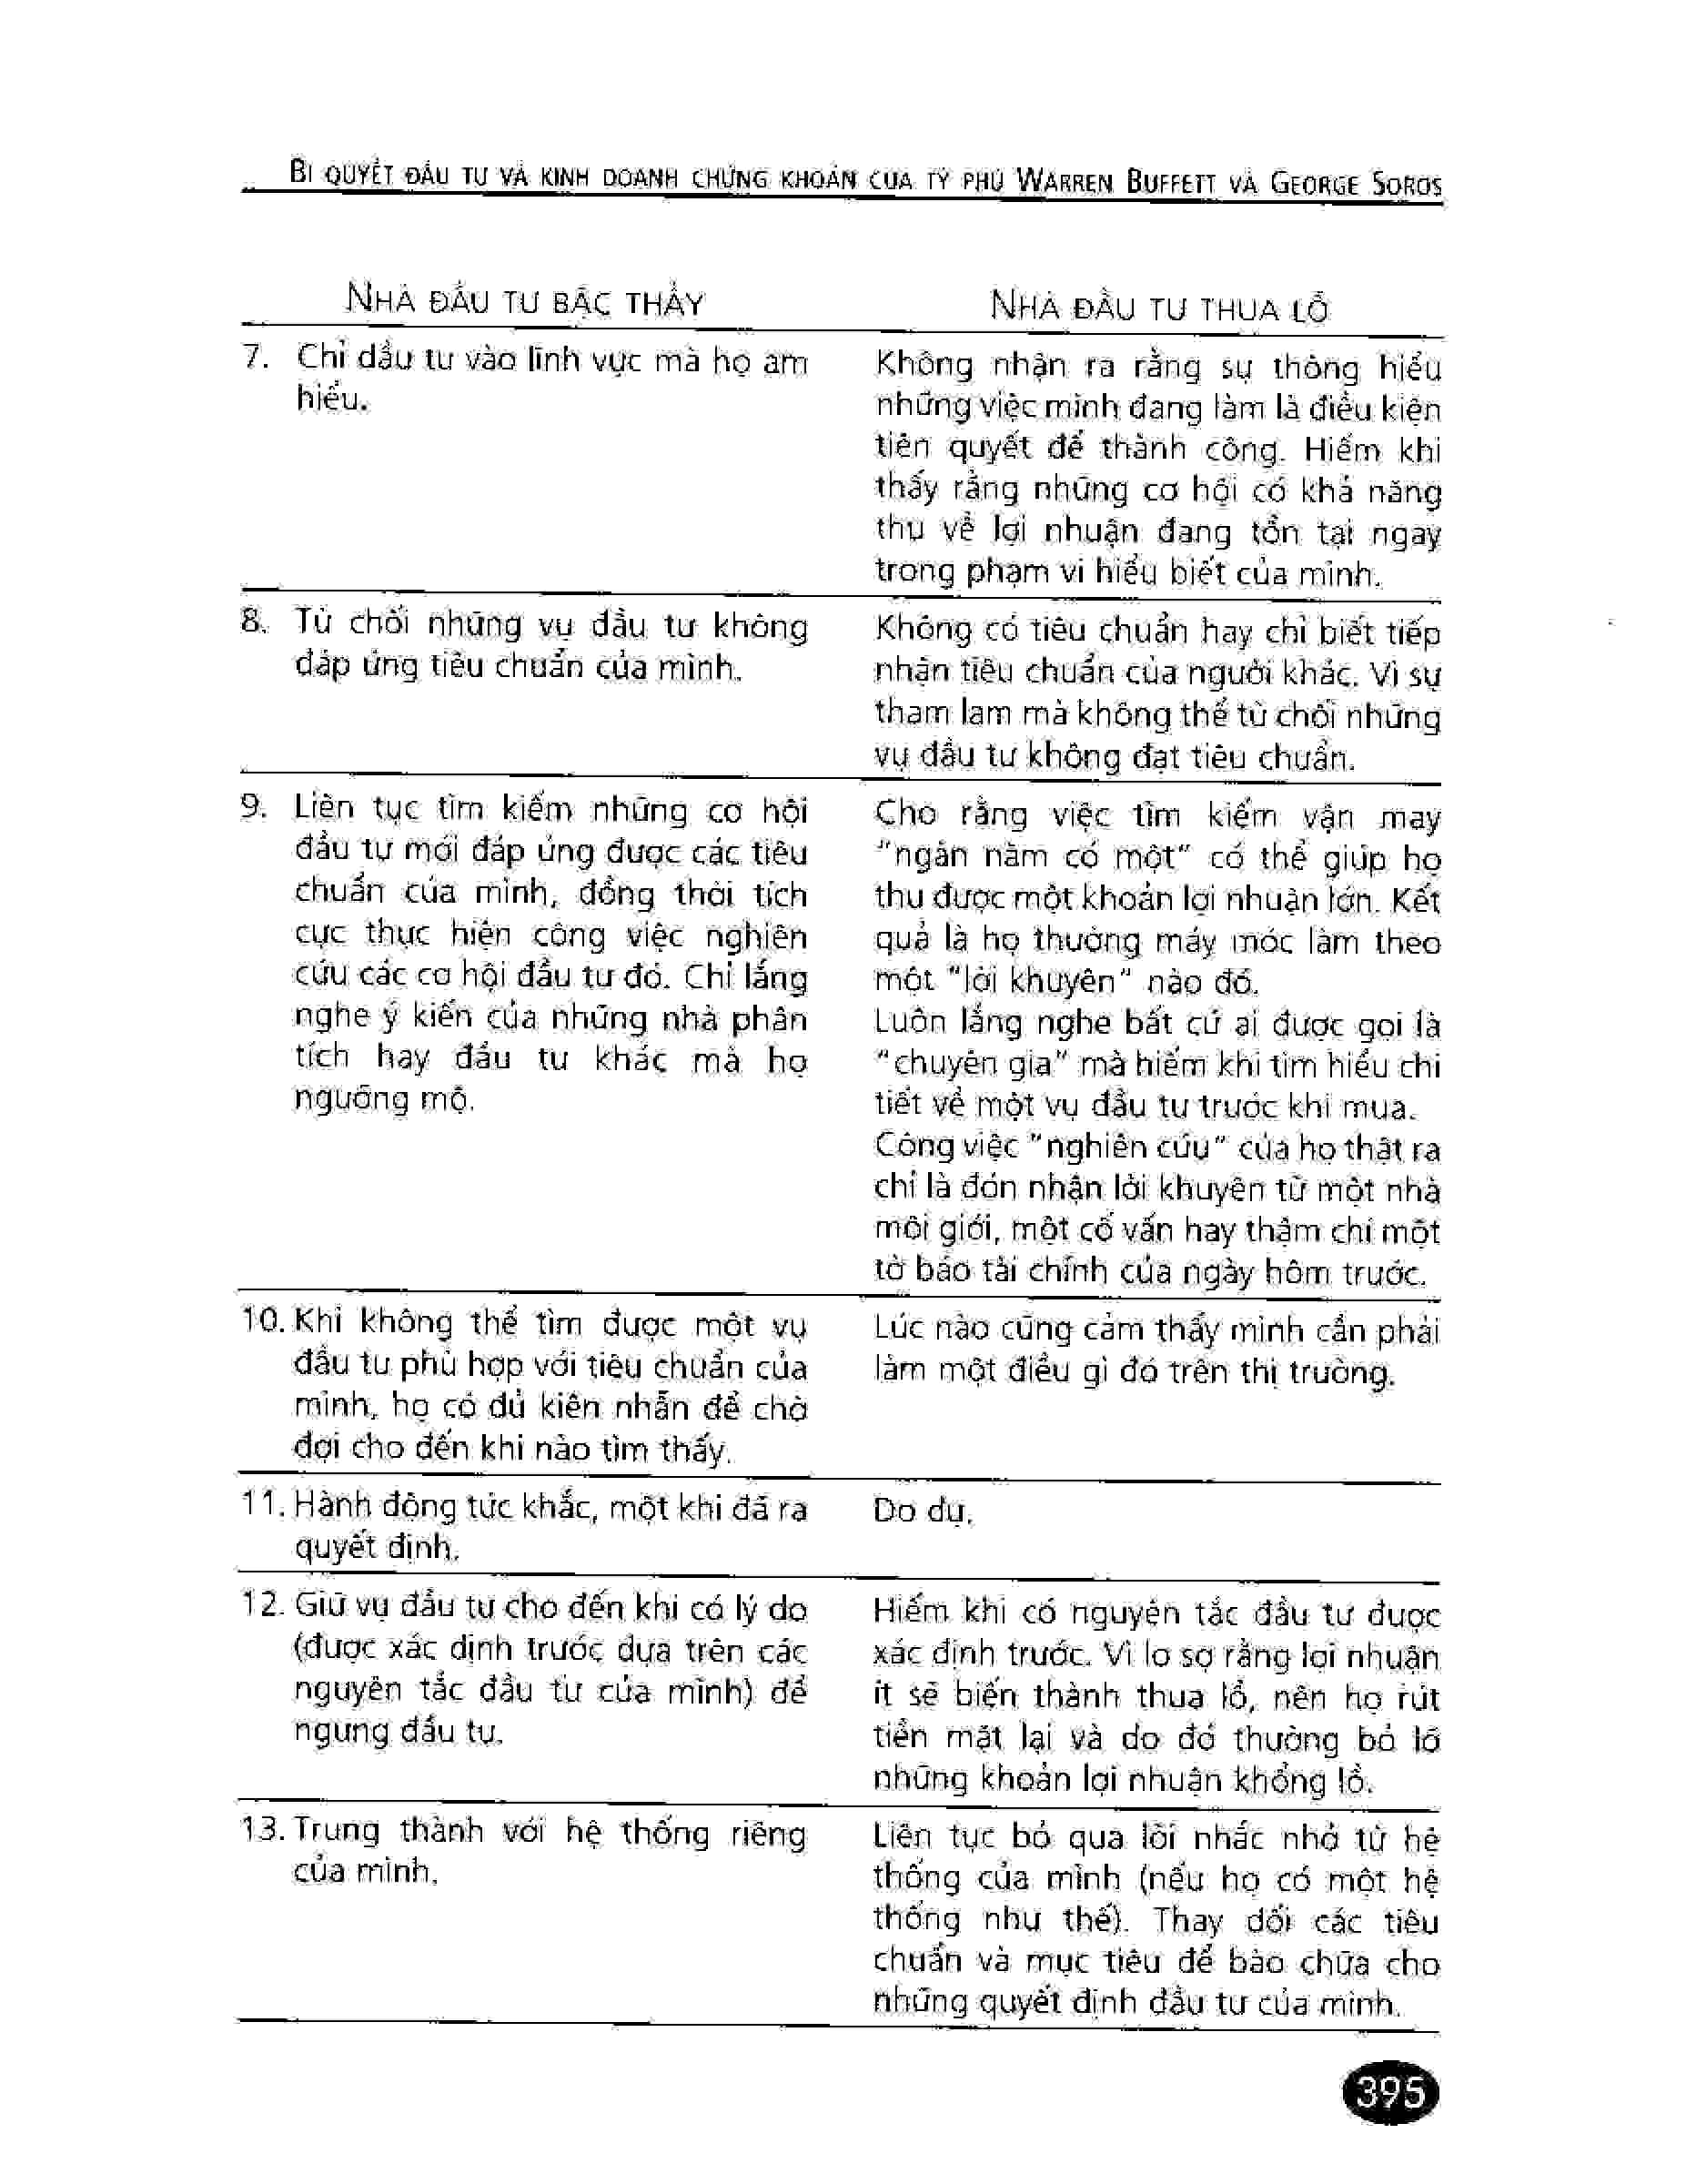 BÍ QUYẾT ĐẦU TƯ VÀ KINH DOANH CHỨNG KHOÁN CỦA TỶ PHÚ WARREN BUFFETT VÀ GEORGE SOROS
NHÀ ĐẦU TƯ BẬC THẦY
7. Chỉ đầu tư vào lĩnh vực mà họ am
hiểu.
NHÀ ĐẦU TƯ THUA LỖ
Không nhận ra rằng sự thông hiểu
những việc mình đang làm là điều kiện
tiên quyết để thành công. Hiếm khi
thấy rằng những cơ hội có khả năng
thu về lợi nhuận đang tồn tại ngay
trong phạm vi hiểu biết của mình.
8. Từ chối những vụ đầu tư không
đáp ứng tiêu chuẩn của mình.
Không có tiêu chuẩn hay chỉ biết tiếp
nhận tiêu chuẩn của người khác. Vì sự
tham lam mà không thể từ chối những
vụ đầu tư không đạt tiêu chuẩn.
9. Liên tục tìm kiếm những cơ hội
đầu tư mới đáp ứng được các tiêu
chuẩn của mình, đồng thời tích
cực thực hiện công việc nghiên
cứu các cơ hội đầu tư đó. Chỉ lắng
nghe ý kiến của những nhà phân
tích hay đầu tư khác mà họ
ngưỡng mộ.
Cho rằng việc tìm kiếm vận may
"ngàn năm có một" có thể giúp họ
thu được một khoản lợi nhuận lớn. Kết
quả là họ thường máy móc làm theo
một "lời khuyên" nào đó.
Luôn lắng nghe bất cứ ai được gọi là
"chuyên gia" mà hiếm khi tìm hiểu chi
tiết về một vụ đầu tư trước khi mua.
Công việc "nghiên cứu" của họ thật ra
chỉ là đón nhận lời khuyên từ một nhà
môi giới, một cố vấn hay thậm chí một
tờ báo tài chính của ngày hôm trước.
10. Khi không thể tìm được một vụ
đầu tư phù hợp với tiêu chuẩn của
mình, họ có đủ kiên nhẫn để chờ
đợi cho đến khi nào tìm thấy.
Lúc nào cũng cảm thấy mình cần phải
làm một điều gì đó trên thị trường.
11. Hành động tức khắc, một khi đã ra
quyết định.
Do dự.
12. Giữ vụ đầu tư cho đến khi có lý do
(được xác định trước dựa trên các
nguyên tắc đầu tư của mình) để
ngưng đầu tư.
Hiếm khi có nguyên tắc đầu tư được
xác định trước. Vì lo sợ rằng lợi nhuận
ít sẽ biến thành thua lỗ, nên họ rút
tiền mặt lại và do đó thường bỏ lỡ
những khoản lợi nhuận khổng lồ.
13. Trung thành với hệ thống riêng
của mình.
Liên tục bỏ qua lời nhắc nhở từ hệ
thống của mình (nếu họ có một hệ
thống như thế). Thay đổi các tiêu
chuẩn và mục tiêu để bào chữa cho
những quyết định đầu tư của mình.
395